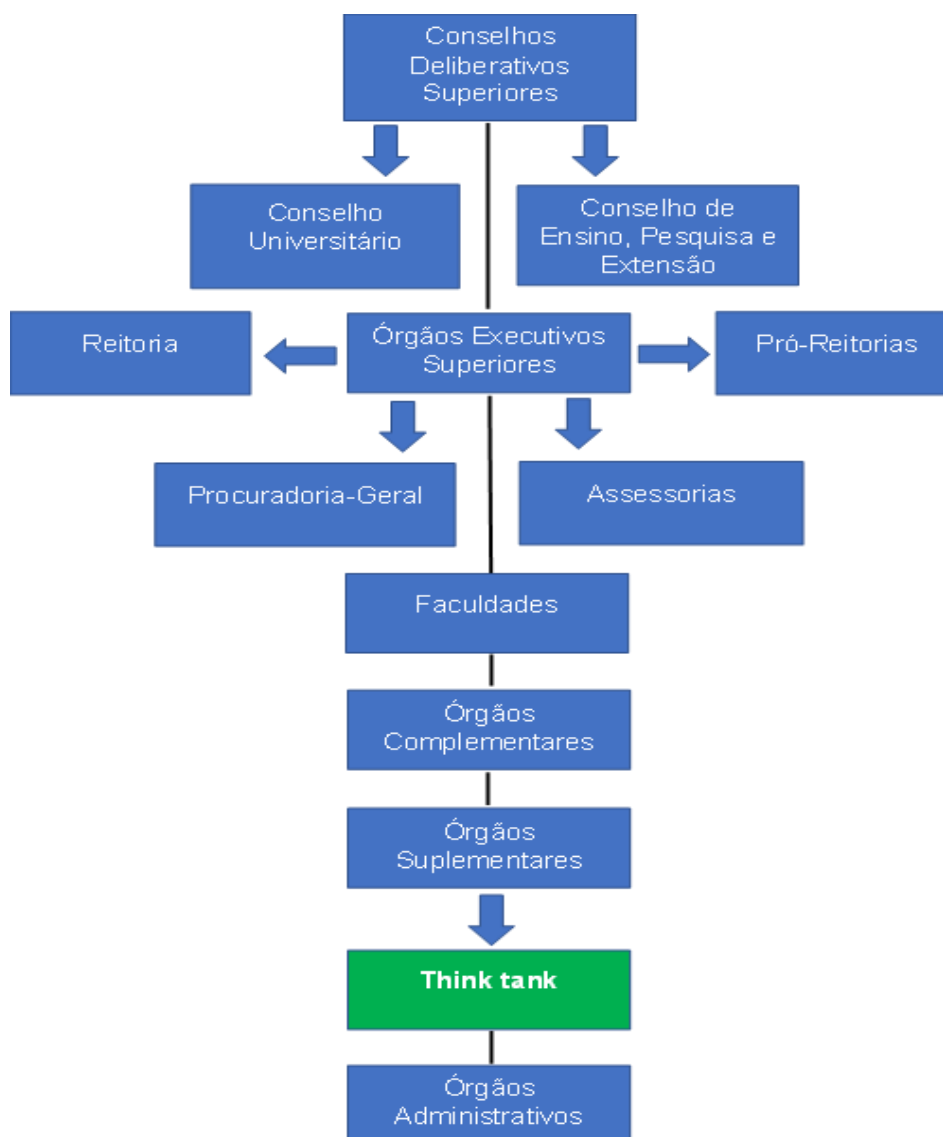 Conselhos
Deliberativos
Superiores
Conselho
Universitário
Conselho de
Ensino, Pesquisa e
Extensão
Reitoria
Órgãos Executivos
Superiores
Pró-Reitorias
Procuradoria-Geral
Assessorias
Faculdades
Órgãos
Complementares
Órgãos
Suplementares
Think tank
Órgãos
Administrativos